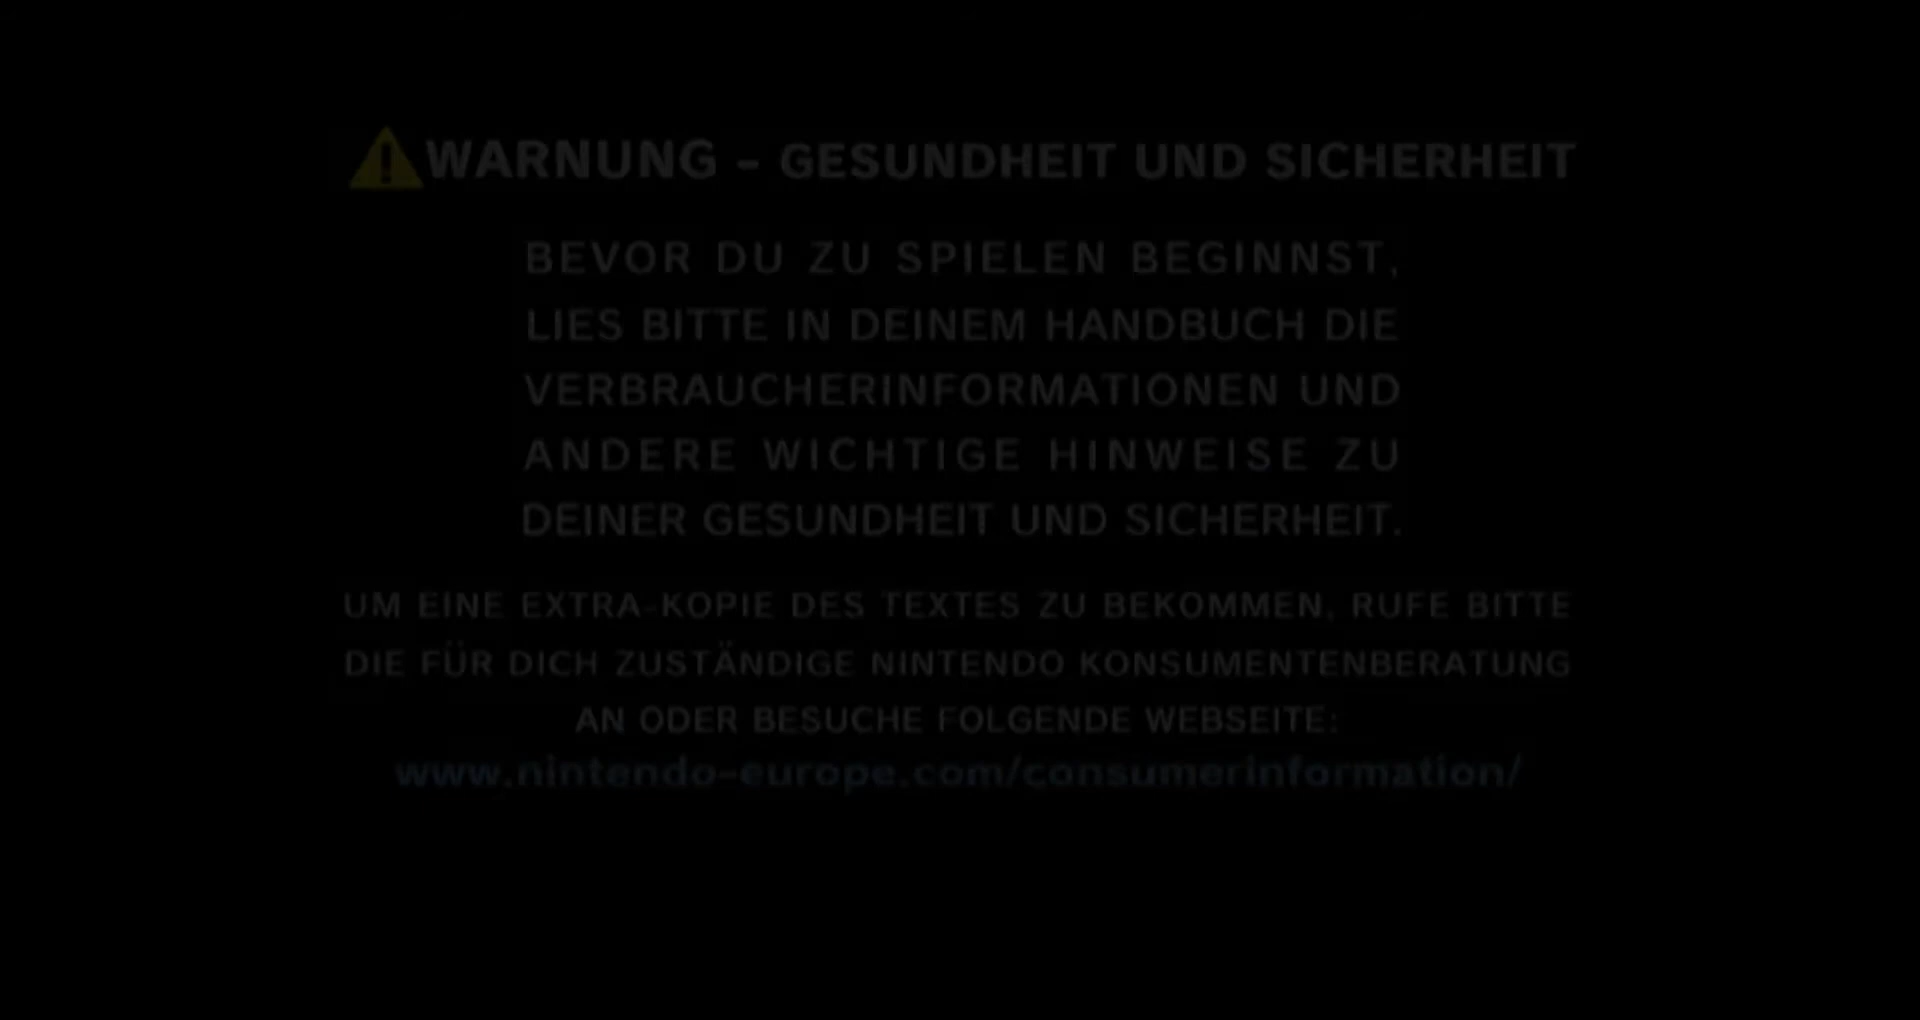 WARNUNG - GESUNDHEIT UND SICHERHEIT
BEVOR DU ZU SPIELEN BEGINNST,
LIES BITTE IN DEINEM HANDBUCH DIE
VERBRAUCHERINFORMATIONEN UND
ANDERE WICHTIGE HINWEISE ZU
DEINER GESUNDHEIT UND SICHERHEIT.
UM EINE EXTRA-KOPIE DES TEXTES ZU BEKOMMEN, RUFE BITTE
DIE FÜR DICH ZUSTÄNDIGE NINTENDO KONSUMENTENBERATUNG
AN ODER BESUCHE FOLGENDE WEBSEITE:
www.nintendo-europe.com/consumerinformation/